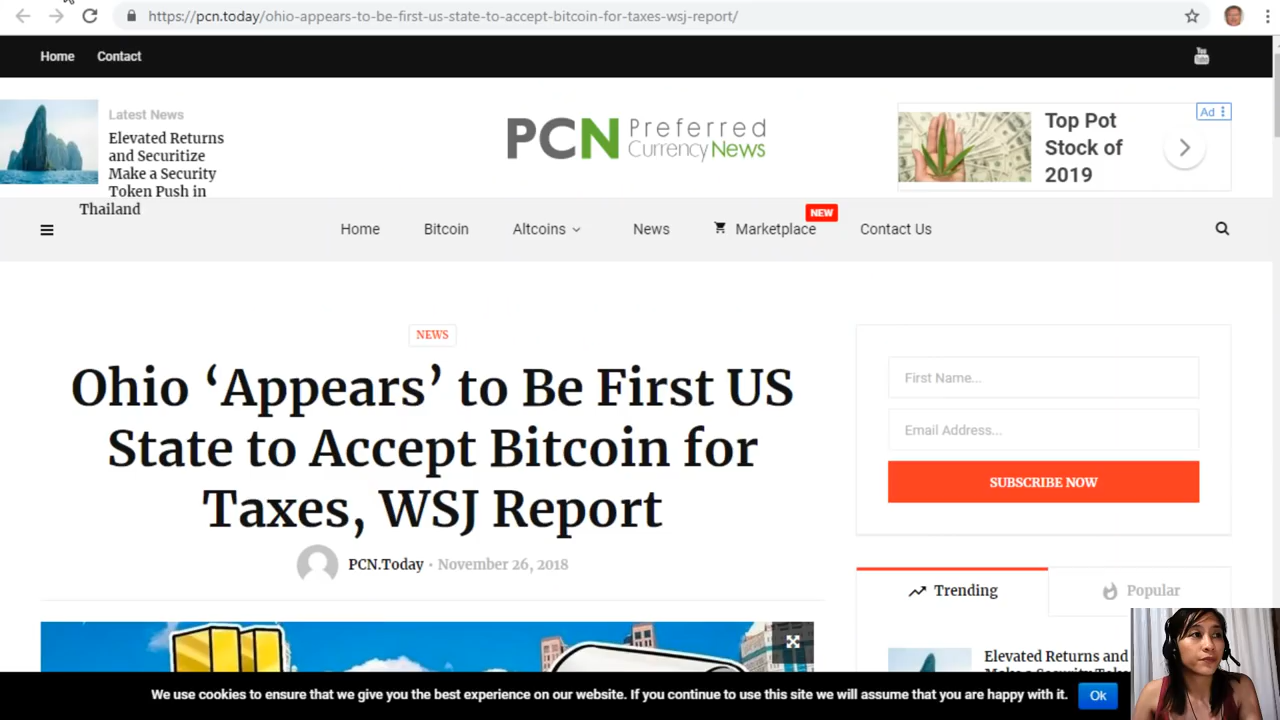 https://pcn.today/ohio-appears-to-be-first-us-state-to-accept-bitcoin-for-taxes-wsj-report/
Home Contact
You
Tube
Latest News
Elevated Returns
and Securitize
Make a Security
Token Push in
Thailand
PCN Preferred
Currency News
Ad
Top Pot
Stock of
2019
NEW
Home Bitcoin Altcoins News Marketplace Contact Us
NEWS
Ohio ‘Appears’ to Be First US
State to Accept Bitcoin for
Taxes, WSJ Report
PCN.Today • November 26, 2018
First Name...
Email Address...
SUBSCRIBE NOW
Trending Popular
Elevated Returns and
We use cookies to ensure that we give you the best experience on our website. If you continue to use this site we will assume that you are happy with it. Ok